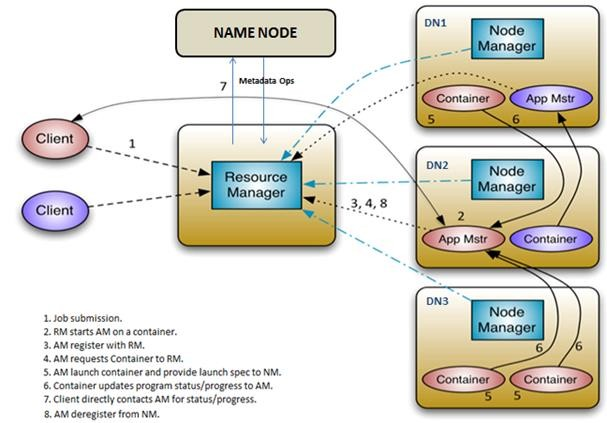 NAME NODE
Metadata Ops
7
Client
1
Client
Resource
Manager
3, 4, 8
DN1
Node
Manager
Container
App Mstr
5
6
DN2
Node
Manager
2
App Mstr
Container
DN3
Node
Manager
6
6
Container
Container
5
5
1. Job submission.
2. RM starts AM on a container.
3. AM register with RM.
4. AM requests Container to RM.
5. AM launch container and provide launch spec to NM.
6. Container updates program status/progress to AM.
7. Client directly contacts AM for status/progress.
8. AM deregister from NM.